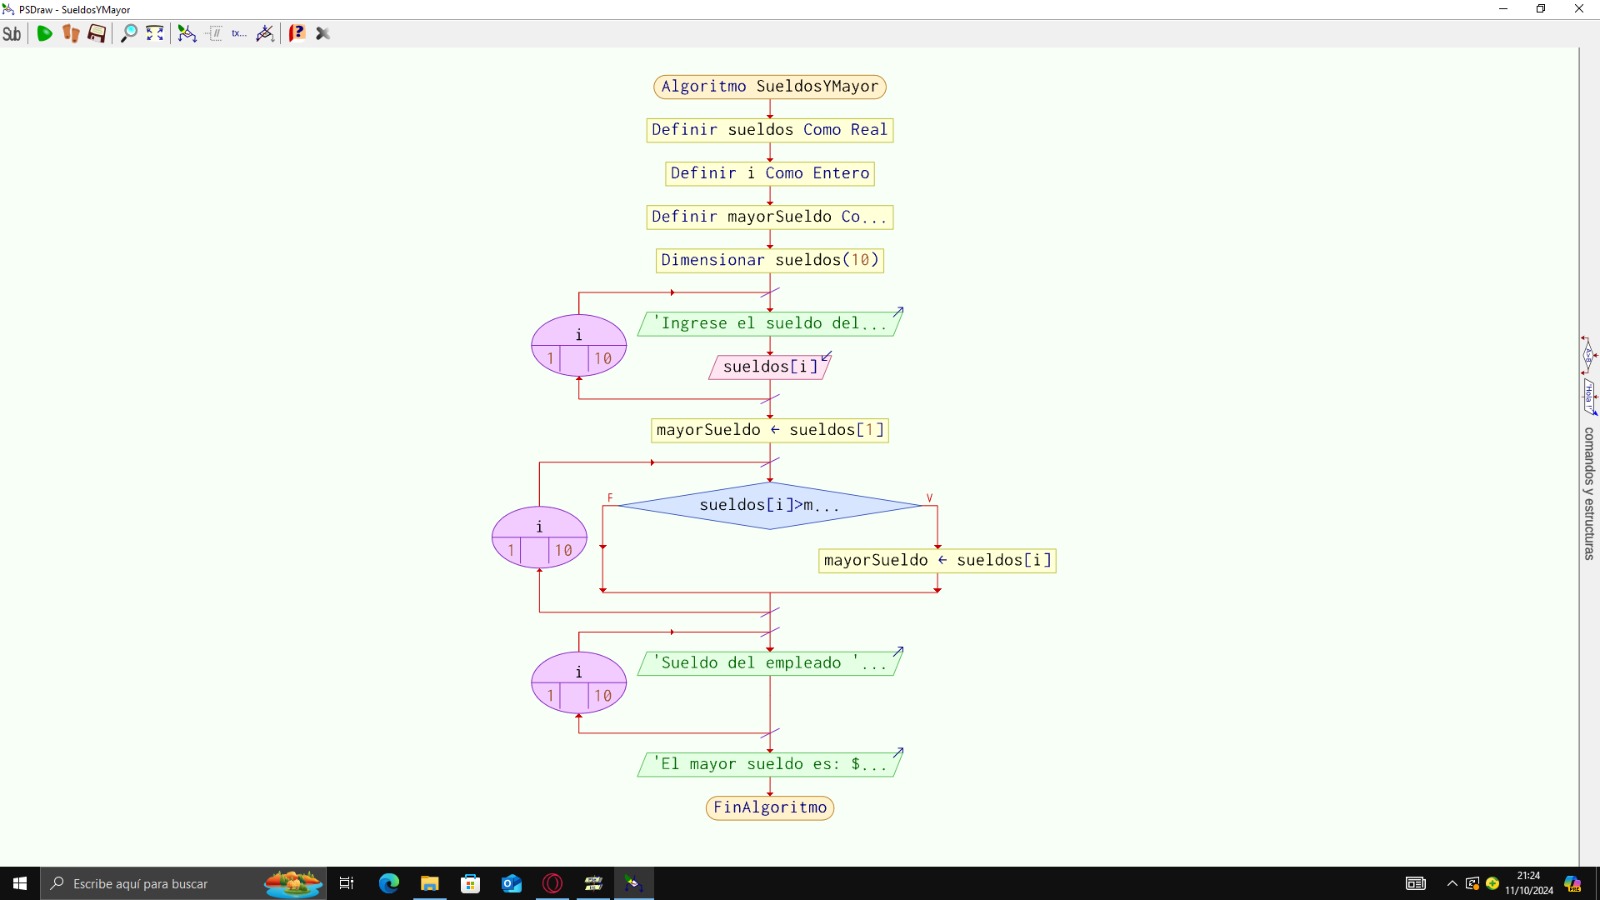 PSDraw - SueldosYMayor
Sub
tx...
Algoritmo SueldosYMayor
Definir sueldos Como Real
Definir i Como Entero
Definir mayorSueldo Co...
Dimensionar sueldos(10)
i
1 10
'Ingrese el sueldo del...
sueldos[i]
mayorSueldo ← sueldos[1]
i
1 10
sueldos[i]>m...
F
V
mayorSueldo ← sueldos[i]
i
1 10
'Sueldo del empleado '...
'El mayor sueldo es: $...
FinAlgoritmo
comandos y estructuras
Escribe aquí para buscar
21:24
11/10/2024